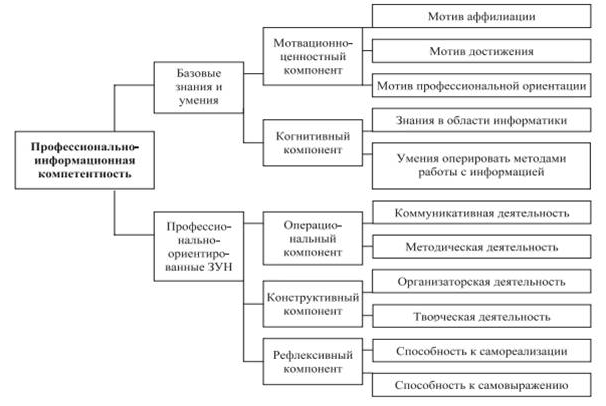 Профессионально-
информационная
компетентность
Базовые
знания и
умения
Мотвационно-
ценностный
компонент
Мотив аффилиации
Мотив достижения
Мотив профессиональной ориентации
Когнитивный
компонент
Знания в области информатики
Умения оперировать методами
работы с информацией
Профессио-
нально-
ориентиро-
ванные ЗУН
Операцио-
нальный
компонент
Коммуникативная деятельность
Методическая деятельность
Конструктивный
компонент
Организаторская деятельность
Творческая деятельность
Рефлексивный
компонент
Способность к самореализации
Способность к самовыражению